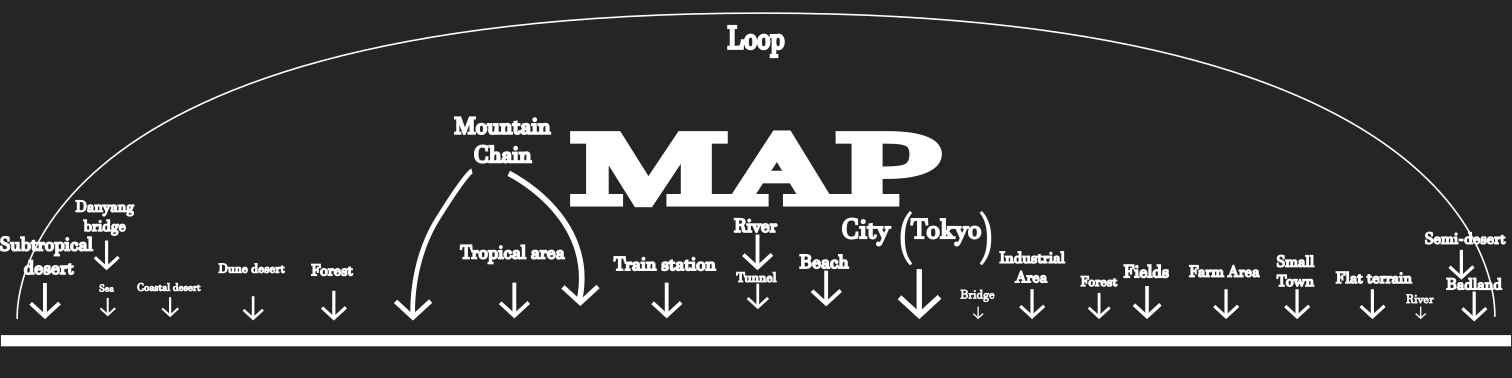 Loop
MAP
Mountain
Chain
Danyang
bridge
Subtropical
desert
Sea
Coastal desert
Dune desert
Forest
Tropical area
Train station
River
Tunnel
Beach
City (Tokyo)
Bridge
Industrial
Area
Forest
Fields
Farm Area
Small
Town
Flat terrain
River
Semi-desert
Badland